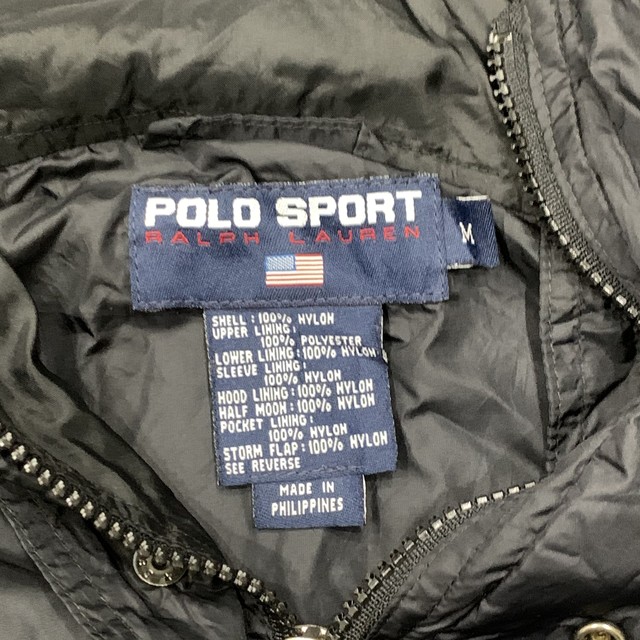 POLO SPORT
RALPH LAUREN
M
SHELL: 100% NYLON
UPPER LINING:
100% POLYESTER
LOWER LINING: 100% NYLON
SLEEVE LINING:
100% NYLON
HOOD LINING: 100% NYLON
HALF MOON: 100% NYLON
POCKET LINING:
100% NYLON
STORM FLAP: 100% NYLON
SEE REVERSE
MADE IN
PHILIPPINES